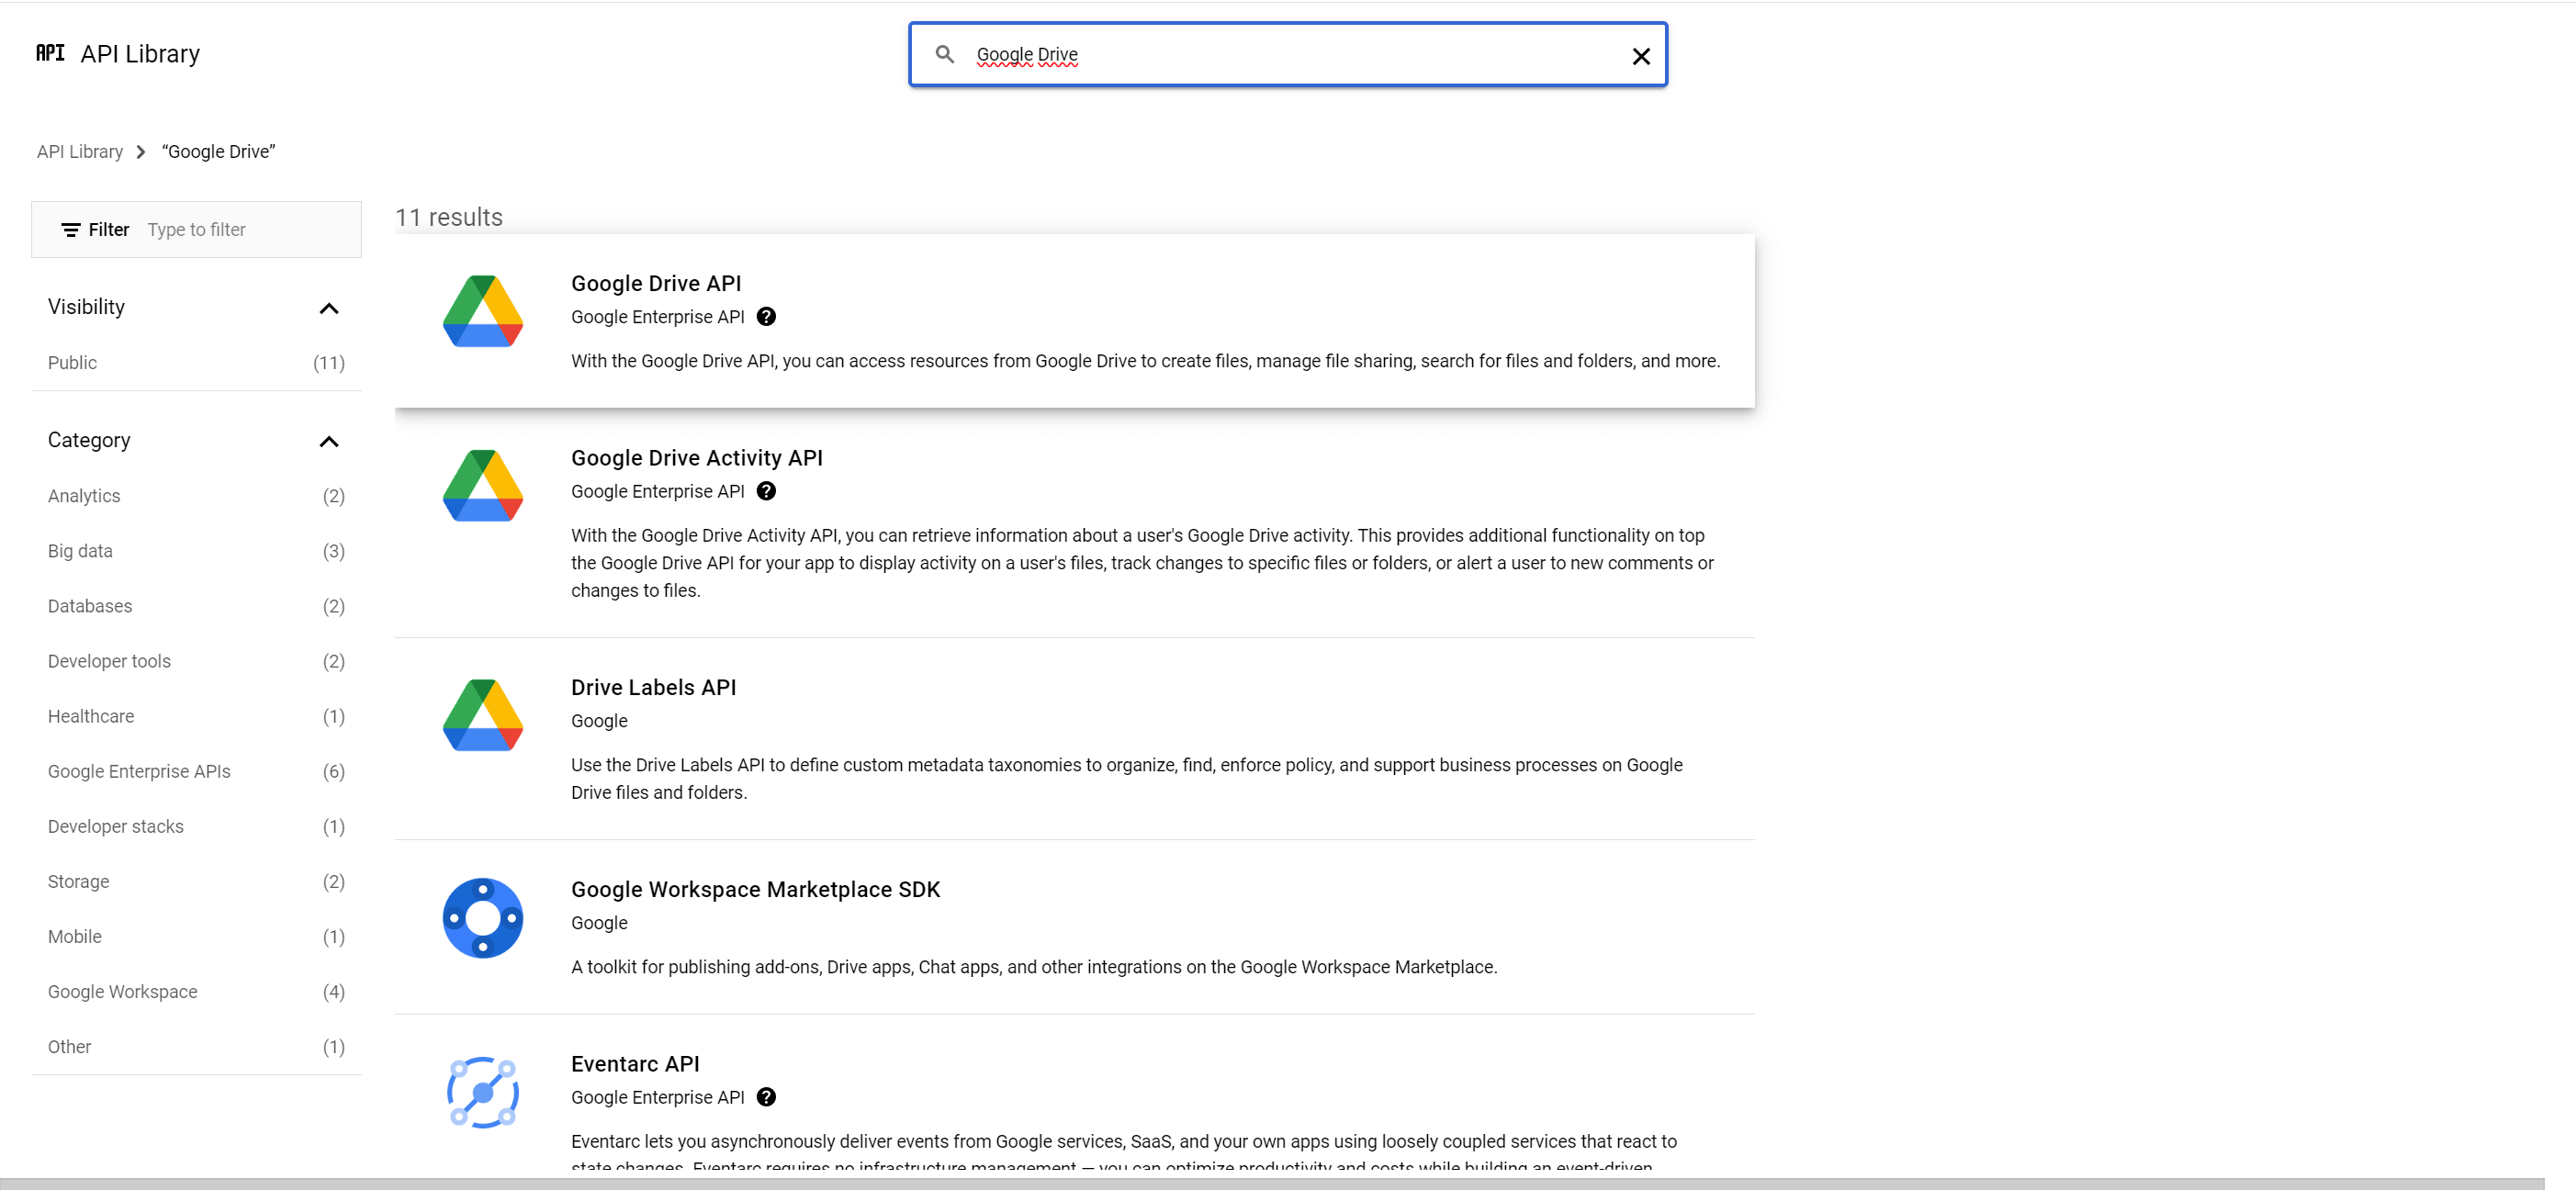 API API Library
Google Drive
API Library “Google Drive”
Filter Type to filter
Visibility
Public (11)
Category
Analytics (2)
Big data (3)
Databases (2)
Developer tools (2)
Healthcare (1)
Google Enterprise APIs (6)
Developer stacks (1)
Storage (2)
Mobile (1)
Google Workspace (4)
Other (1)
11 results
Google Drive API
Google Enterprise API ?
With the Google Drive API, you can access resources from Google Drive to create files, manage file sharing, search for files and folders, and more.
Google Drive Activity API
Google Enterprise API ?
With the Google Drive Activity API, you can retrieve information about a user's Google Drive activity. This provides additional functionality on top
the Google Drive API for your app to display activity on a user's files, track changes to specific files or folders, or alert a user to new comments or
changes to files.
Drive Labels API
Google
Use the Drive Labels API to define custom metadata taxonomies to organize, find, enforce policy, and support business processes on Google
Drive files and folders.
Google Workspace Marketplace SDK
Google
A toolkit for publishing add-ons, Drive apps, Chat apps, and other integrations on the Google Workspace Marketplace.
Eventarc API
Google Enterprise API ?
Eventarc lets you asynchronously deliver events from Google services, SaaS, and your own apps using loosely coupled services that react to
state changes. Eventarc requires no infrastructure management — you can optimize productivity and costs while building an event-driven